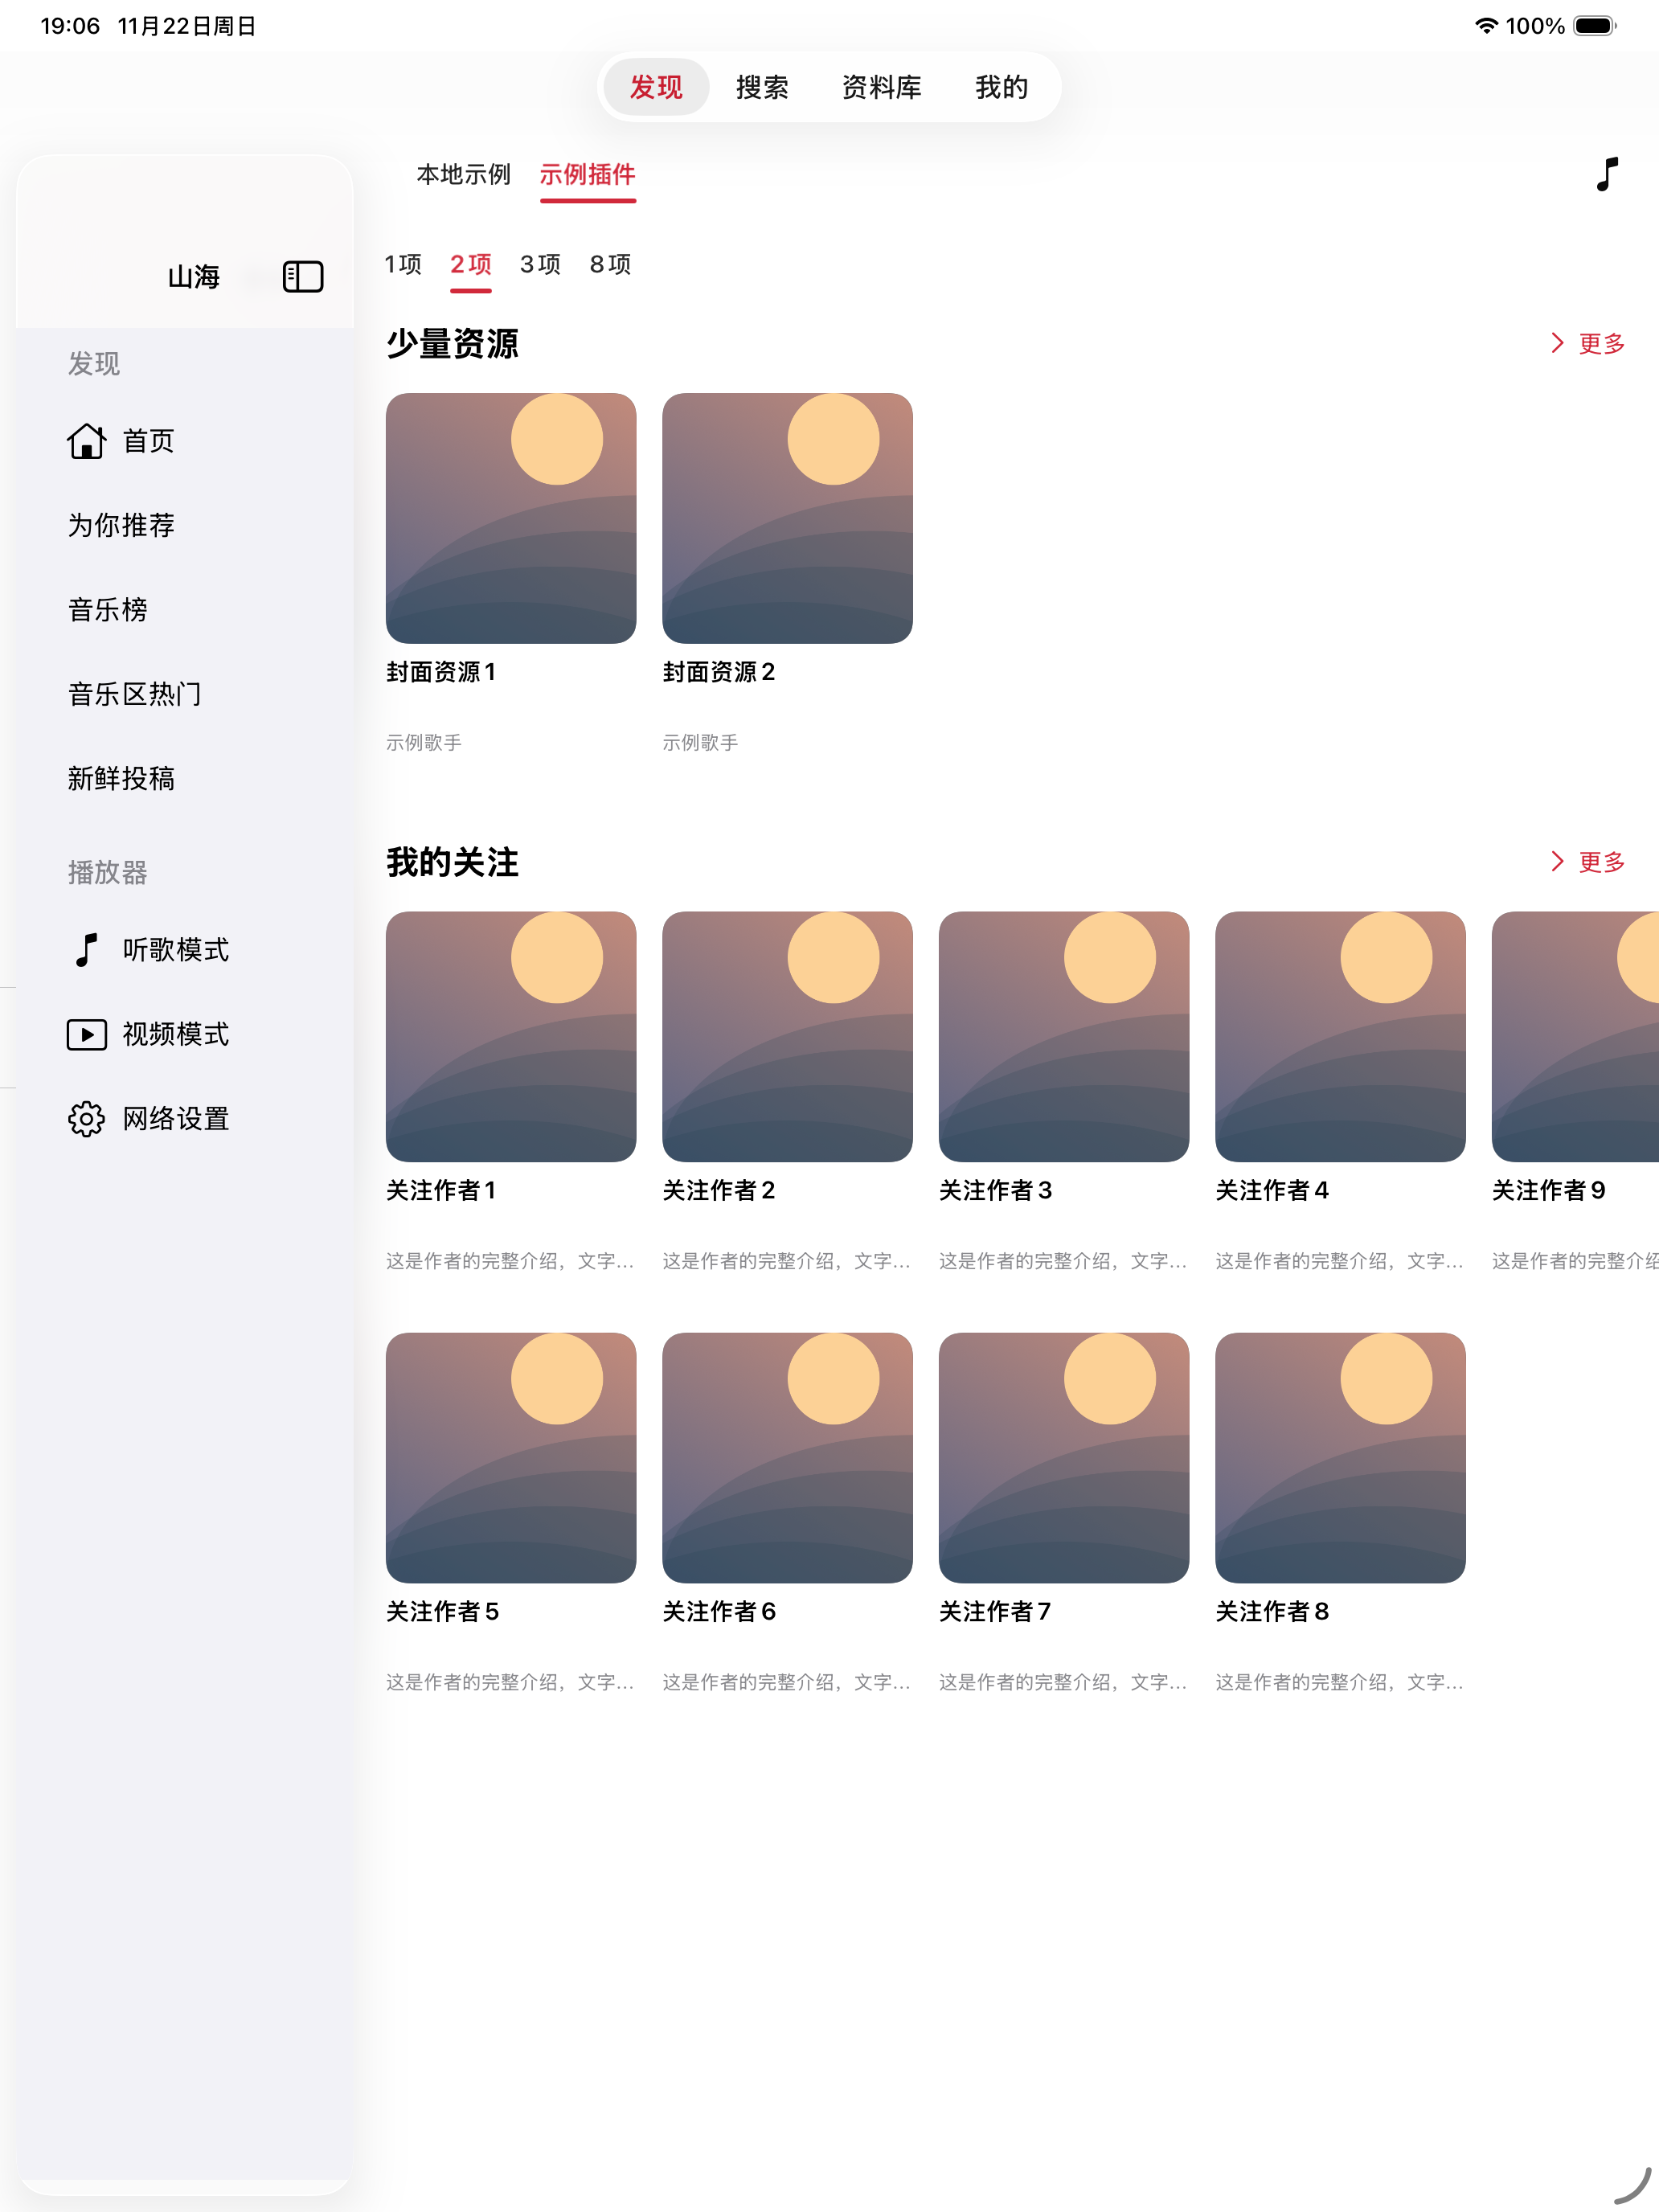 19:06 11月22日周日
100%
发现 搜索 资料库 我的
本地示例 示例插件
山海
1项 2项 3项 8项
发现
首页
为你推荐
音乐榜
音乐区热门
新鲜投稿
播放器
听歌模式
视频模式
网络设置
少量资源
更多
封面资源1
封面资源2
示例歌手
示例歌手
我的关注
更多
关注作者1
关注作者2
关注作者3
关注作者4
关注作者9
这是作者的完整介绍，文字...
这是作者的完整介绍，文字...
这是作者的完整介绍，文字...
这是作者的完整介绍，文字...
这是作者的完整介绍
关注作者5
关注作者6
关注作者7
关注作者8
这是作者的完整介绍，文字...
这是作者的完整介绍，文字...
这是作者的完整介绍，文字...
这是作者的完整介绍，文字...